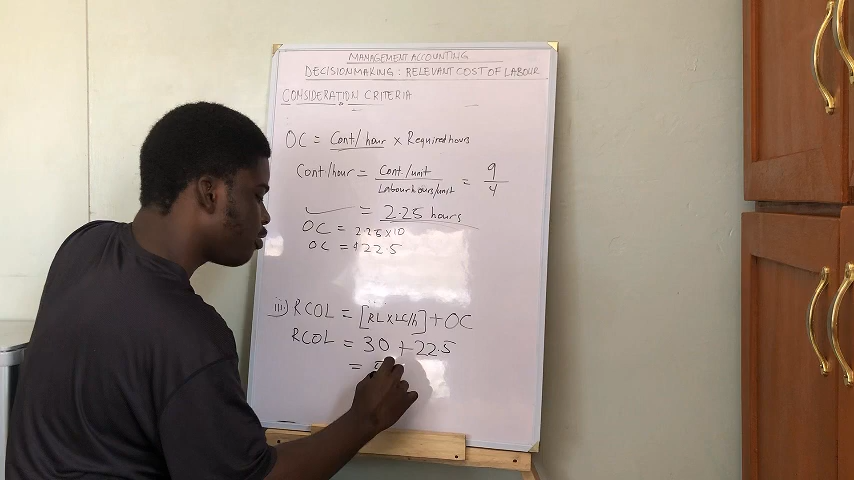 MANAGEMENT ACCOUNTING
DECISION MAKING : RELEVANT COST OF LABOUR
CONSIDERATION CRITERIA
OC = Cont/hour x Required hours
Cont/hour = Cont./unit / Labour hours/unit = 9 / 4
= 2.25 hours
OC = 2.25 x 10
OC = 22.5
iii) RCOL = [RL x LC/h] + OC
RCOL = 30 + 22.5
=